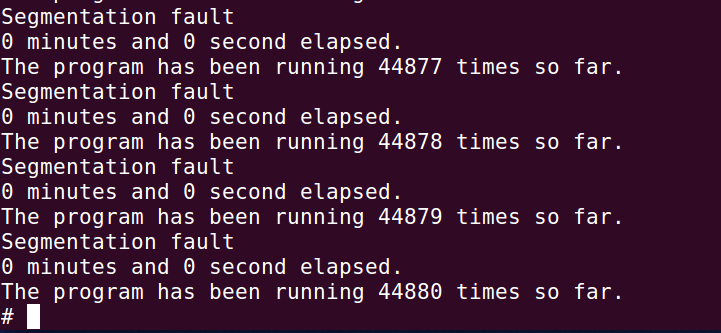 Segmentation fault
0 minutes and 0 second elapsed.
The program has been running 44877 times so far.
Segmentation fault
0 minutes and 0 second elapsed.
The program has been running 44878 times so far.
Segmentation fault
0 minutes and 0 second elapsed.
The program has been running 44879 times so far.
Segmentation fault
0 minutes and 0 second elapsed.
The program has been running 44880 times so far.
#